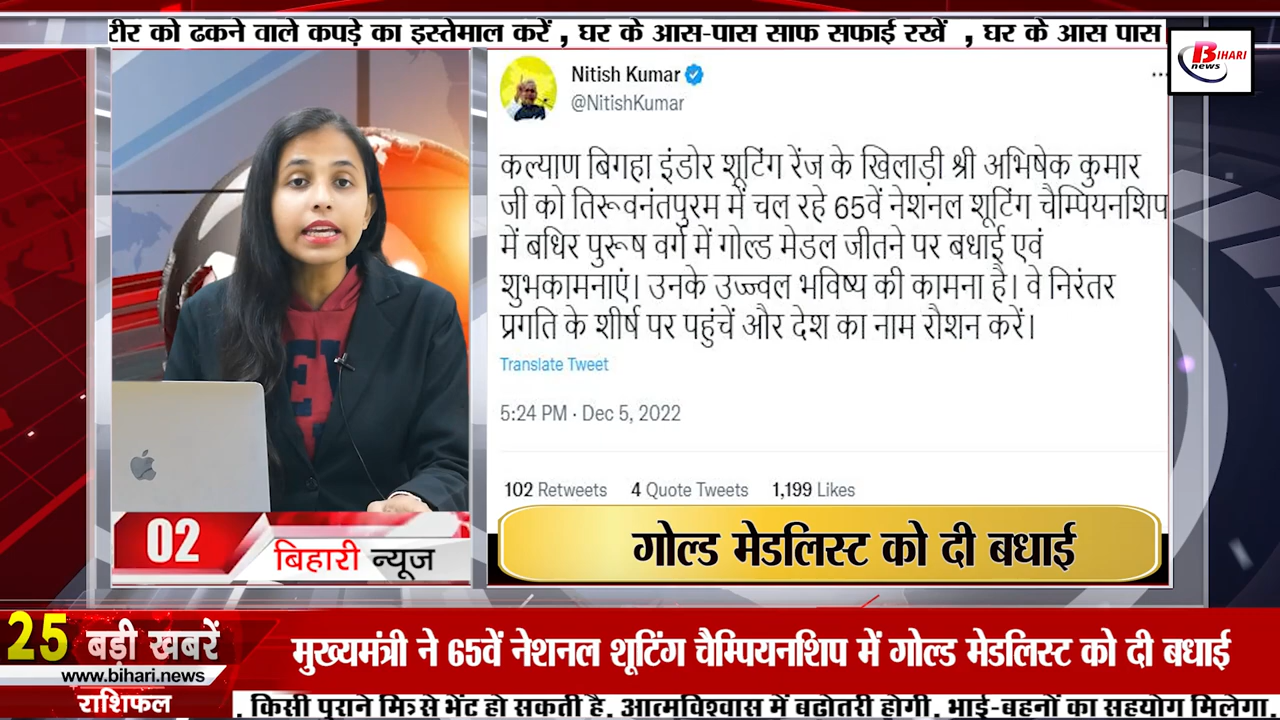 रीर को ढकने वाले कपड़े का इस्तेमाल करें , घर के आस-पास साफ सफाई रखें , घर के आस पास
BIHARI
news
Nitish Kumar
@NitishKumar
कल्याण बिगहा इंडोर शूटिंग रेंज के खिलाड़ी श्री अभिषेक कुमार
जी को तिरूवनंतपुरम में चल रहे 65वें नेशनल शूटिंग चैम्पियनशिप
में बधिर पुरूष वर्ग में गोल्ड मेडल जीतने पर बधाई एवं
शुभकामनाएं। उनके उज्ज्वल भविष्य की कामना है। वे निरंतर
प्रगति के शीर्ष पर पहुंचें और देश का नाम रौशन करें।
Translate Tweet
5:24 PM · Dec 5, 2022
102 Retweets 4 Quote Tweets 1,199 Likes
02
बिहारी न्यूज
गोल्ड मेडलिस्ट को दी बधाई
25 बड़ी खबरें
www.bihari.news
मुख्यमंत्री ने 65वें नेशनल शूटिंग चैम्पियनशिप में गोल्ड मेडलिस्ट को दी बधाई
राशिफल
. किसी पुराने से भेंट हो सकती है. आत्मविश्वास में बढोतरी होगी. भाई-बहनों का सहयोग मिलेगा.